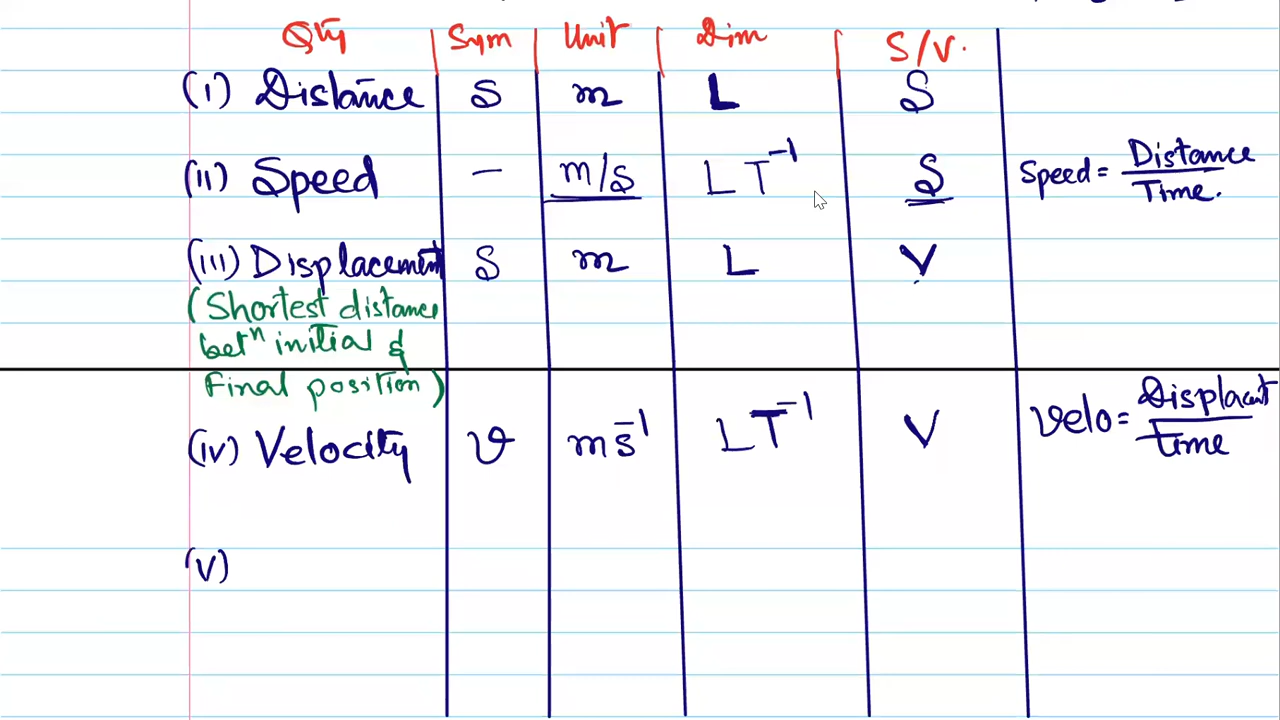 Qty Sym Unit Dim S/V.
(i) Distance S m L S
(ii) Speed - m/s LT⁻¹ S Speed = Distance/Time.
(iii) Displacement S m L V
(Shortest distance
betⁿ initial &
Final position)
(iv) Velocity v ms⁻¹ LT⁻¹ V Velo = Displacnt/time
(v)